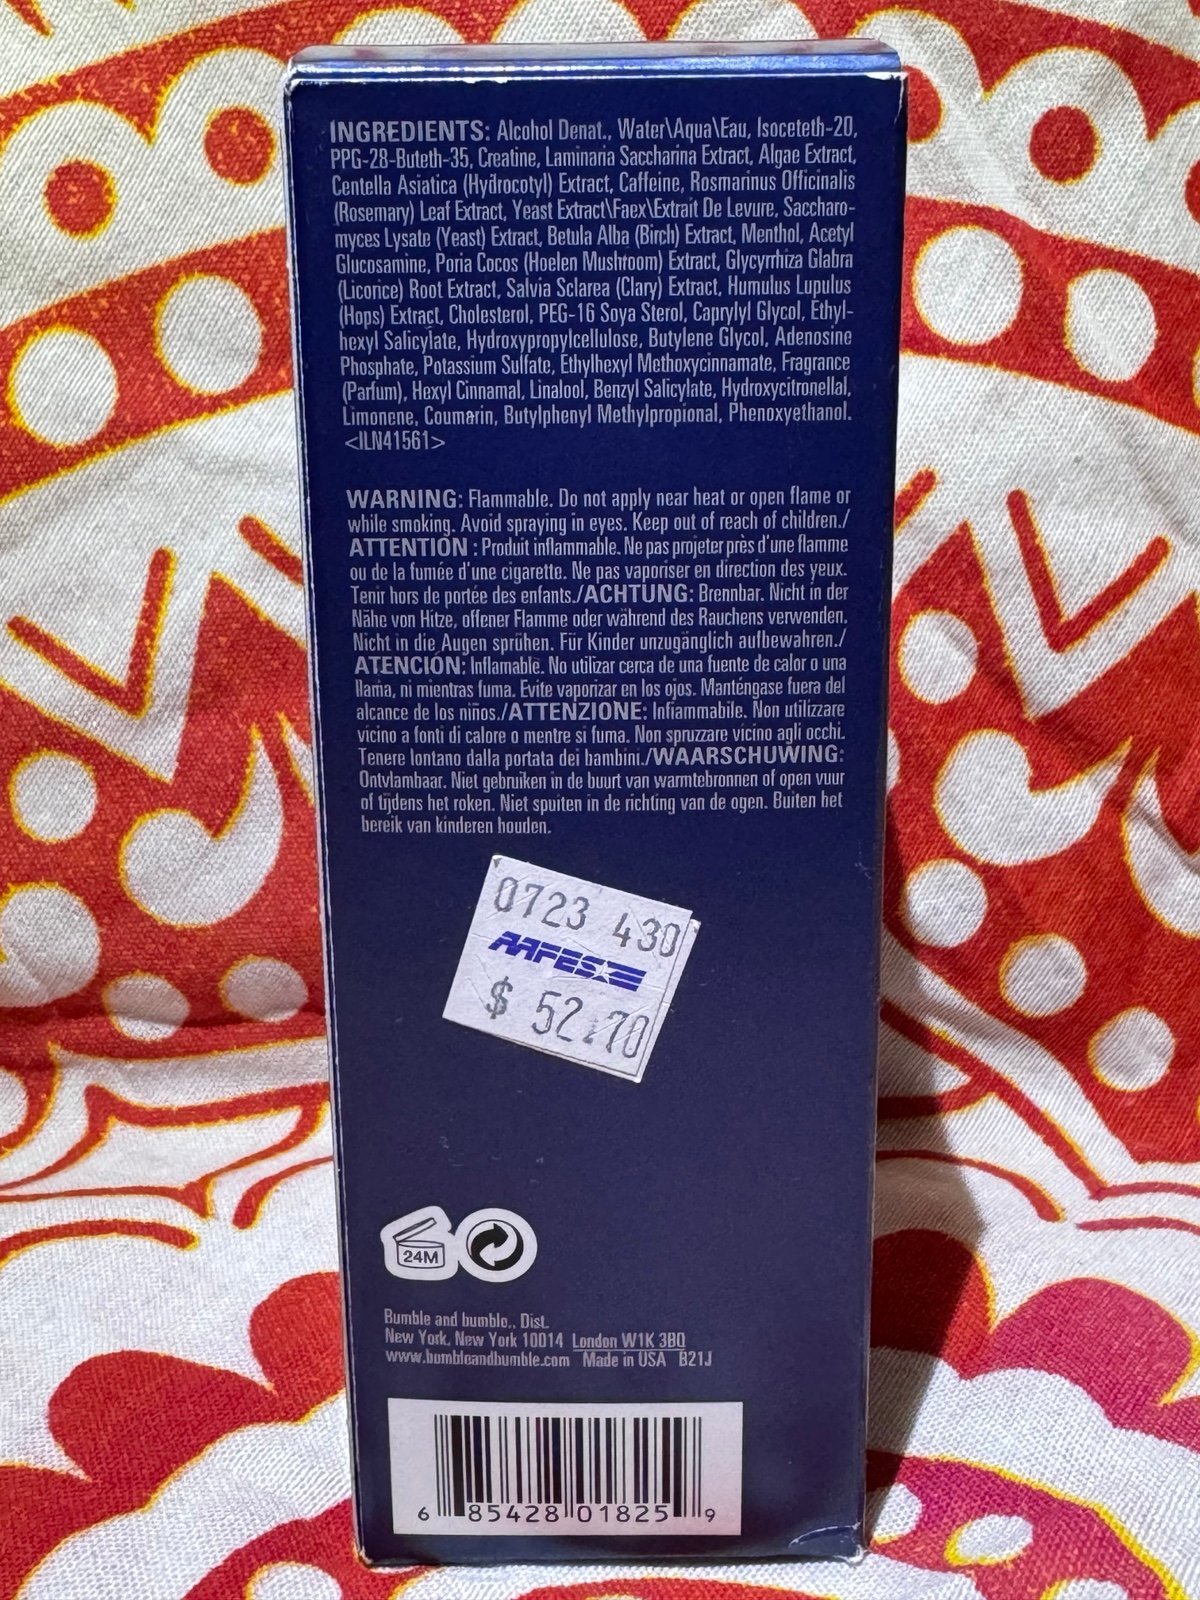 INGREDIENTS: Alcohol Denat., Water\Aqua\Eau, Isoceteth-20,
PPG-28-Buteth-35, Creatine, Laminaria Saccharina Extract, Algae Extract,
Centella Asiatica (Hydrocotyl) Extract, Caffeine, Rosmarinus Officinalis
(Rosemary) Leaf Extract, Yeast Extract\Faex\Extrait De Levure, Saccharo-
myces Lysate (Yeast) Extract, Betula Alba (Birch) Extract, Menthol, Acetyl
Glucosamine, Poria Cocos (Hoelen Mushroom) Extract, Glycyrrhiza Glabra
(Licorice) Root Extract, Salvia Sclarea (Clary) Extract, Humulus Lupulus
(Hops) Extract, Cholesterol, PEG-16 Soya Sterol, Caprylyl Glycol, Ethyl-
hexyl Salicylate, Hydroxypropylcellulose, Butylene Glycol, Adenosine
Phosphate, Potassium Sulfate, Ethylhexyl Methoxycinnamate, Fragrance
(Parfum), Hexyl Cinnamal, Linalool, Benzyl Salicylate, Hydroxycitronellal,
Limonene, Coumarin, Butylphenyl Methylpropional, Phenoxyethanol.
<ILN41561>
WARNING: Flammable. Do not apply near heat or open flame or
while smoking. Avoid spraying in eyes. Keep out of reach of children./
ATTENTION : Produit inflammable. Ne pas projeter près d'une flamme
ou de la fumée d'une cigarette. Ne pas vaporiser en direction des yeux.
Tenir hors de portée des enfants./ACHTUNG: Brennbar. Nicht in der
Nähe von Hitze, offener Flamme oder während des Rauchens verwenden.
Nicht in die Augen sprühen. Für Kinder unzugänglich aufbewahren./
ATENCIÓN: Inflamable. No utilizar cerca de una fuente de calor o una
llama, ni mientras fuma. Evite vaporizar en los ojos. Manténgase fuera del
alcance de los niños./ATTENZIONE: Infiammabile. Non utilizzare
vicino a fonti di calore o mentre si fuma. Non spruzzare vicino agli occhi.
Tenere lontano dalla portata dei bambini./WAARSCHUWING:
Ontvlambaar. Niet gebruiken in de buurt van warmtebronnen of open vuur
of tijdens het roken. Niet spuiten in de richting van de ogen. Buiten het
bereik van kinderen houden.
0723 430
AAFES
$ 52.70
24M
Bumble and bumble., Dist.
New York, New York 10014 London W1K 3BQ
www.bumbleandbumble.com Made in USA B21J
6 85428 01825 9